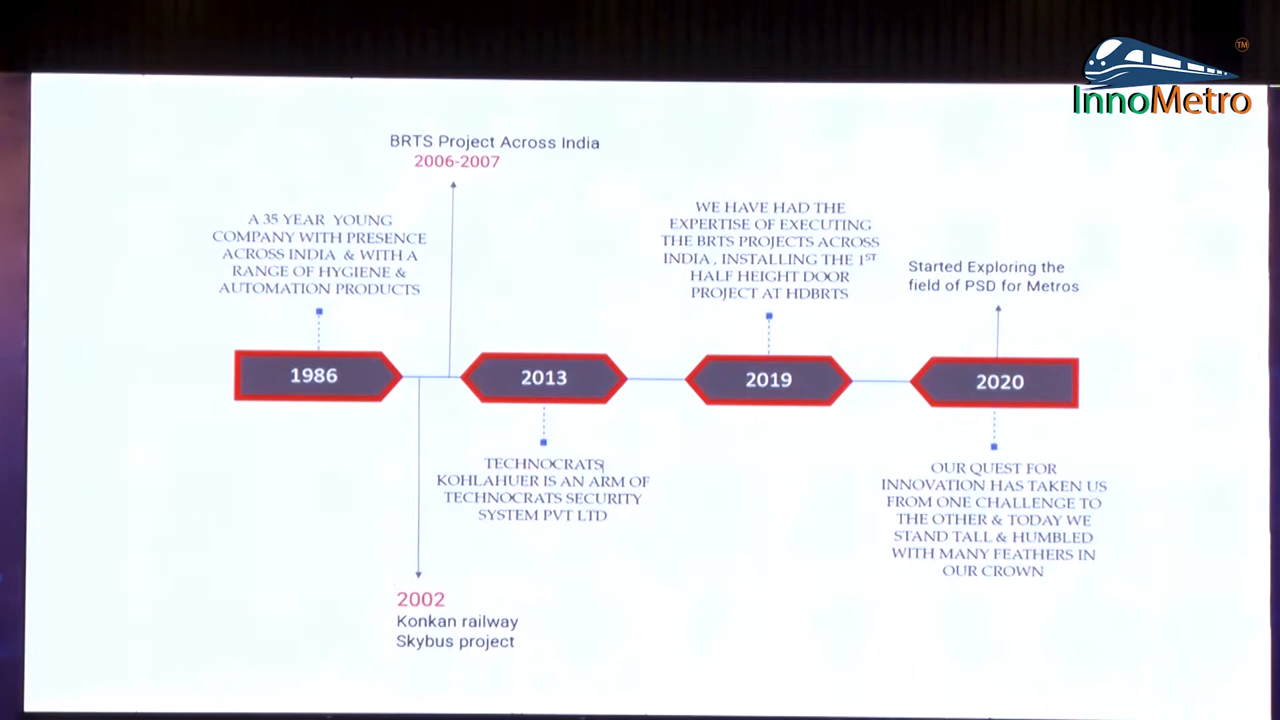 TM
InnoMetro
BRTS Project Across India
2006-2007
A 35 YEAR YOUNG
COMPANY WITH PRESENCE
ACROSS INDIA & WITH A
RANGE OF HYGIENE &
AUTOMATION PRODUCTS
WE HAVE HAD THE
EXPERTISE OF EXECUTING
THE BRTS PROJECTS ACROSS
INDIA , INSTALLING THE 1ST
HALF HEIGHT DOOR
PROJECT AT HDBRTS
Started Exploring the
field of PSD for Metros
1986
2013
2019
2020
TECHNOCRATS
KOHLAHUER IS AN ARM OF
TECHNOCRATS SECURITY
SYSTEM PVT LTD
OUR QUEST FOR
INNOVATION HAS TAKEN US
FROM ONE CHALLENGE TO
THE OTHER & TODAY WE
STAND TALL & HUMBLED
WITH MANY FEATHERS IN
OUR CROWN
2002
Konkan railway
Skybus project